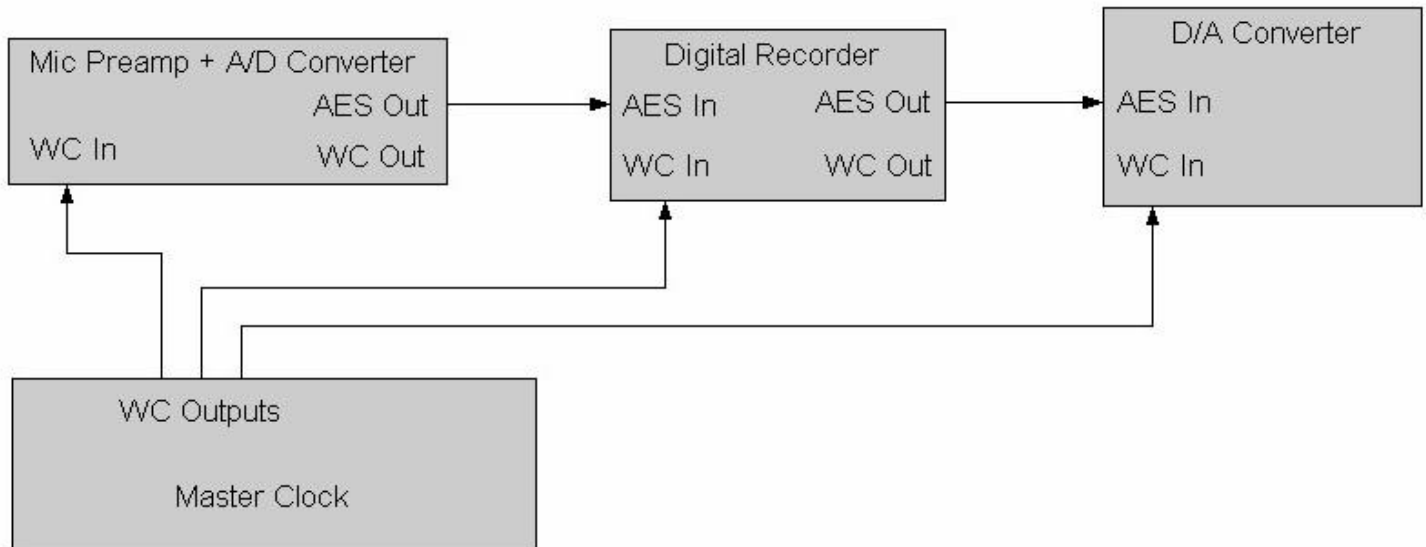 Mic Preamp + A/D Converter
AES Out
WC In
WC Out
Digital Recorder
AES In
AES Out
WC In
WC Out
D/A Converter
AES In
WC In
WC Outputs
Master Clock